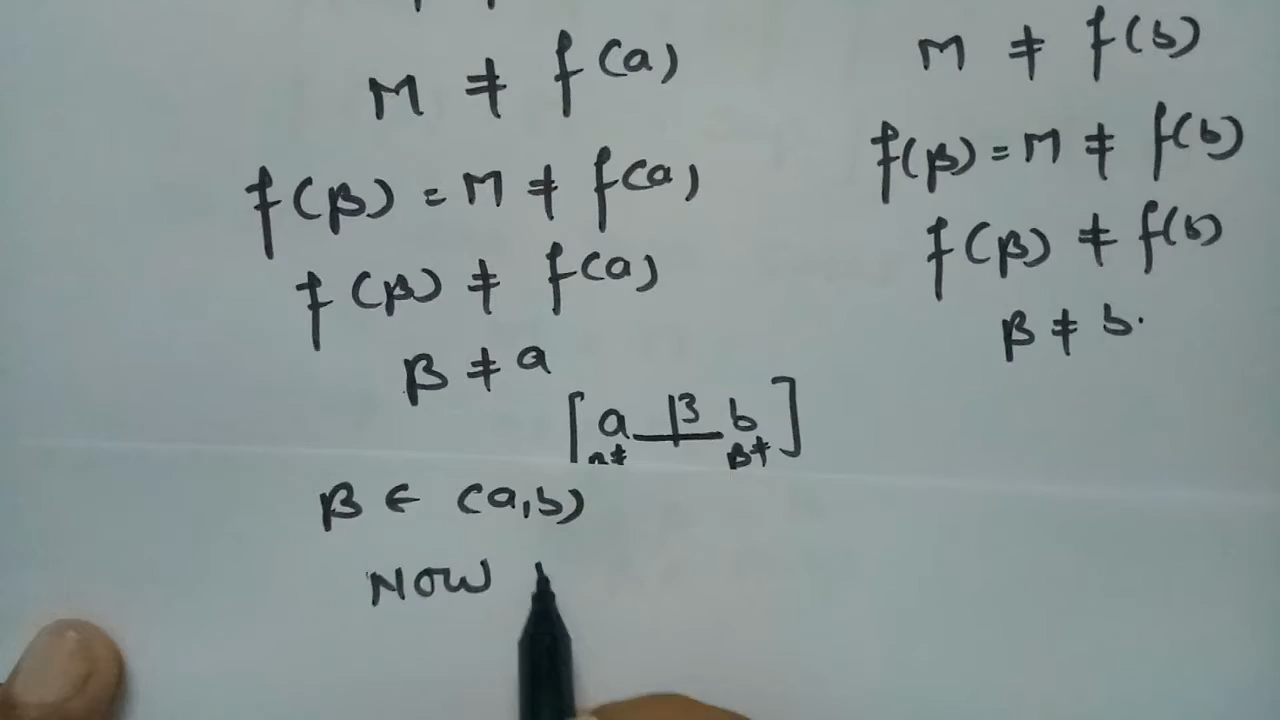 M ≠ f(a)
f(β) = M ≠ f(a)
f(β) ≠ f(a)
β ≠ a
M ≠ f(b)
f(β) = M ≠ f(b)
f(β) ≠ f(b)
β ≠ b.
[a β b]
β≠
β ∈ (a,b)
NOW